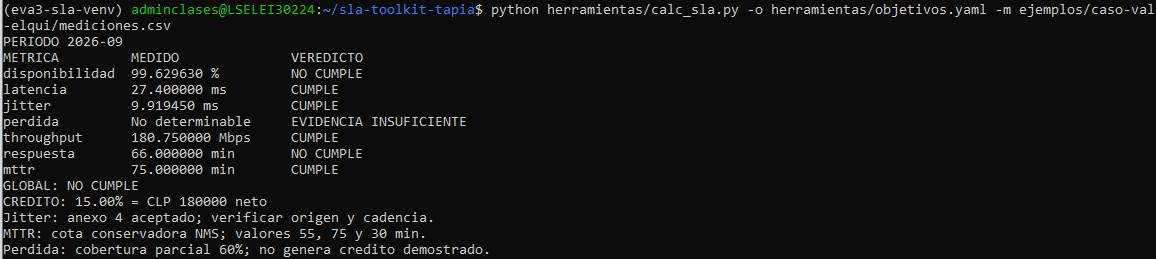 (eva3-sla-venv) adminclases@LSELEI30224:~/sla-toolkit-tapia$ python herramientas/calc_sla.py -o herramientas/objetivos.yaml -m ejemplos/caso-val
-elqui/mediciones.csv
PERIODO 2026-09
METRICA MEDIDO VEREDICTO
disponibilidad 99.629630 % NO CUMPLE
latencia 27.400000 ms CUMPLE
jitter 9.919450 ms CUMPLE
perdida No determinable EVIDENCIA INSUFICIENTE
throughput 180.750000 Mbps CUMPLE
respuesta 66.000000 min NO CUMPLE
mttr 75.000000 min CUMPLE
GLOBAL: NO CUMPLE
CREDITO: 15.00% = CLP 180000 neto
Jitter: anexo 4 aceptado; verificar origen y cadencia.
MTTR: cota conservadora NMS; valores 55, 75 y 30 min.
Perdida: cobertura parcial 60%; no genera credito demostrado.